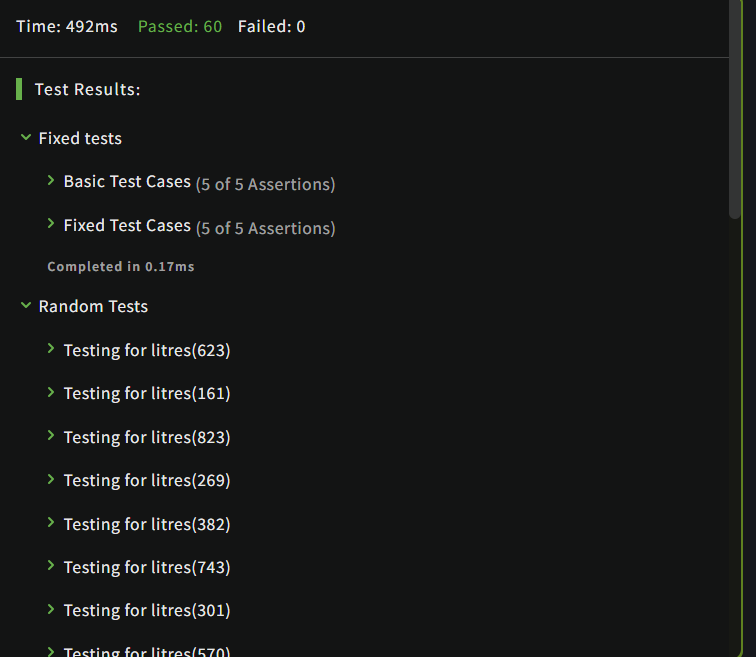 Time: 492ms Passed: 60 Failed: 0
Test Results:
Fixed tests
Basic Test Cases (5 of 5 Assertions)
Fixed Test Cases (5 of 5 Assertions)
Completed in 0.17ms
Random Tests
Testing for litres(623)
Testing for litres(161)
Testing for litres(823)
Testing for litres(269)
Testing for litres(382)
Testing for litres(743)
Testing for litres(301)
Testing for litres(570)